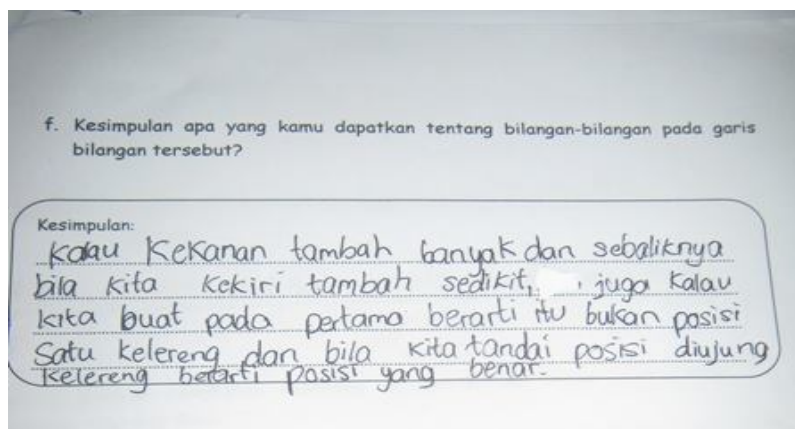 f. Kesimpulan apa yang kamu dapatkan tentang bilangan-bilangan pada garis
bilangan tersebut?
Kesimpulan:
Kalau Kekanan tambah banyak dan sebaliknya
bila kita kekiri tambah sedikit, , juga kalau
kita buat pada pertama berarti itu bukan posisi
Satu kelereng dan bila kita tandai posisi diujung
kelereng berarti posisi yang benar.